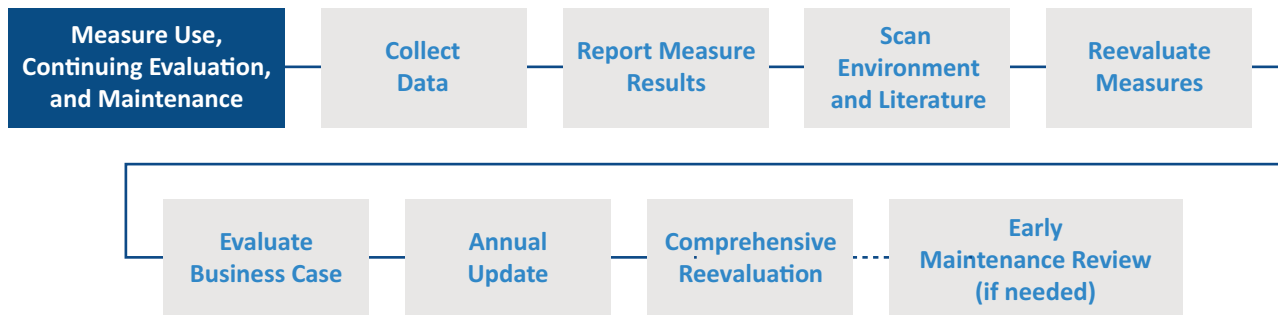 Measure Use,
Continuing Evaluation,
and Maintenance
Collect
Data
Report Measure
Results
Scan
Environment
and Literature
Reevaluate
Measures
Evaluate
Business Case
Annual
Update
Comprehensive
Reevaluation
Early
Maintenance Review
(if needed)